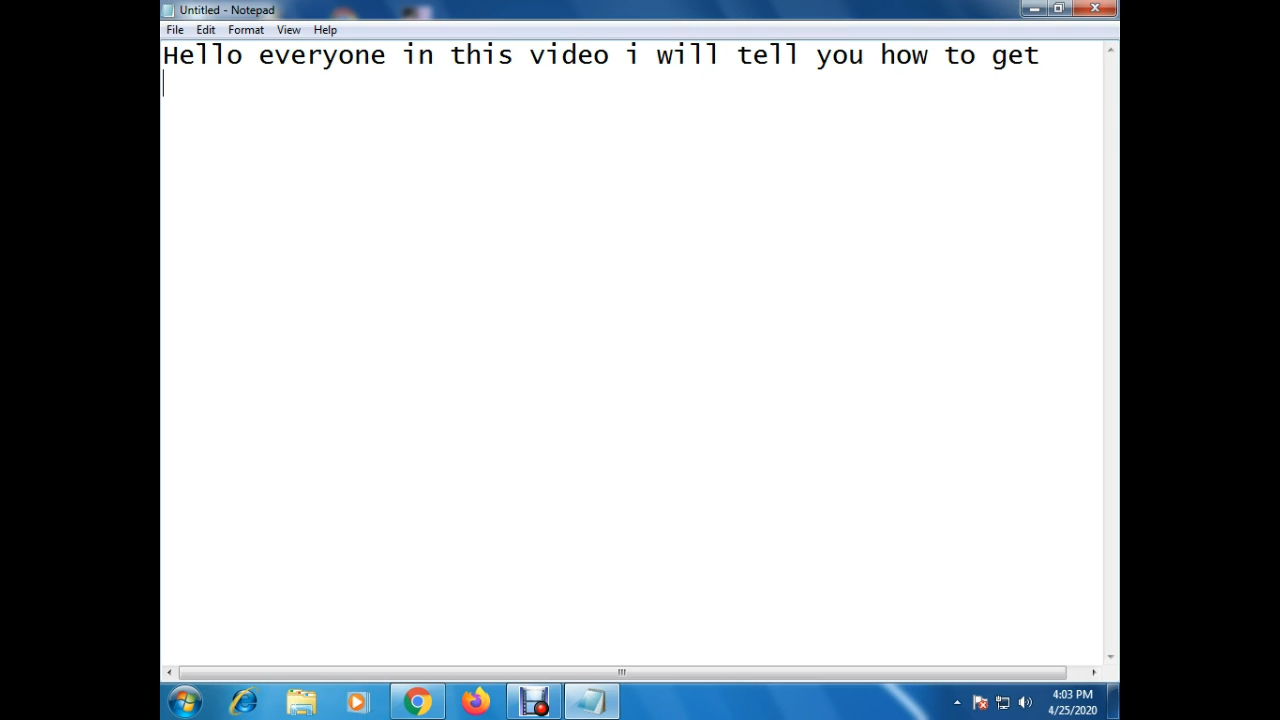 Untitled - Notepad
File Edit Format View Help
Hello everyone in this video i will tell you how to get
4:03 PM
4/25/2020